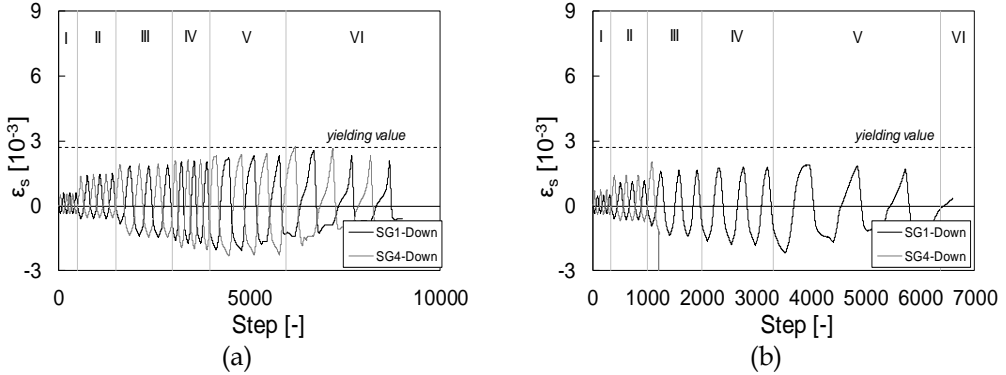 9
I II III IV V VI
6
3
yielding value
0
-3
SG1-Down
SG4-Down
0 5000 10000
εs [10-3]
Step [-]
(a)
9
I II III IV V VI
6
3
yielding value
0
-3
SG1-Down
SG4-Down
0 1000 2000 3000 4000 5000 6000 7000
εs [10-3]
Step [-]
(b)